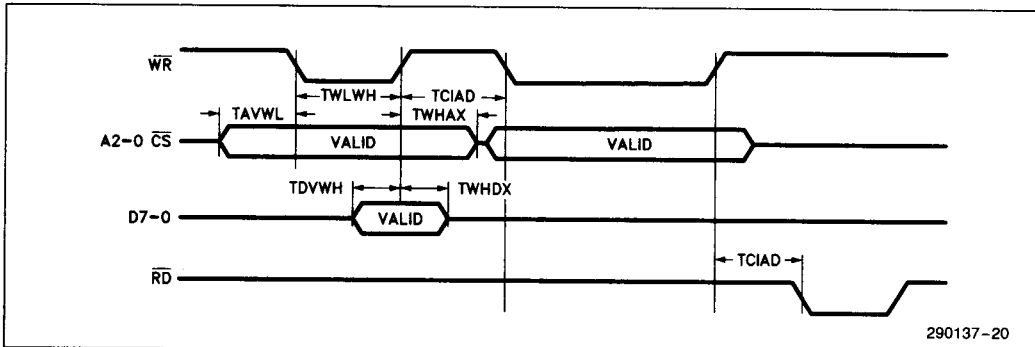 WR
TWLWH
TCIAD
TAVWL
TWHAX
A2-0 CS
VALID
VALID
TDVWH
TWHDX
D7-0
VALID
TCIAD
RD
290137-20